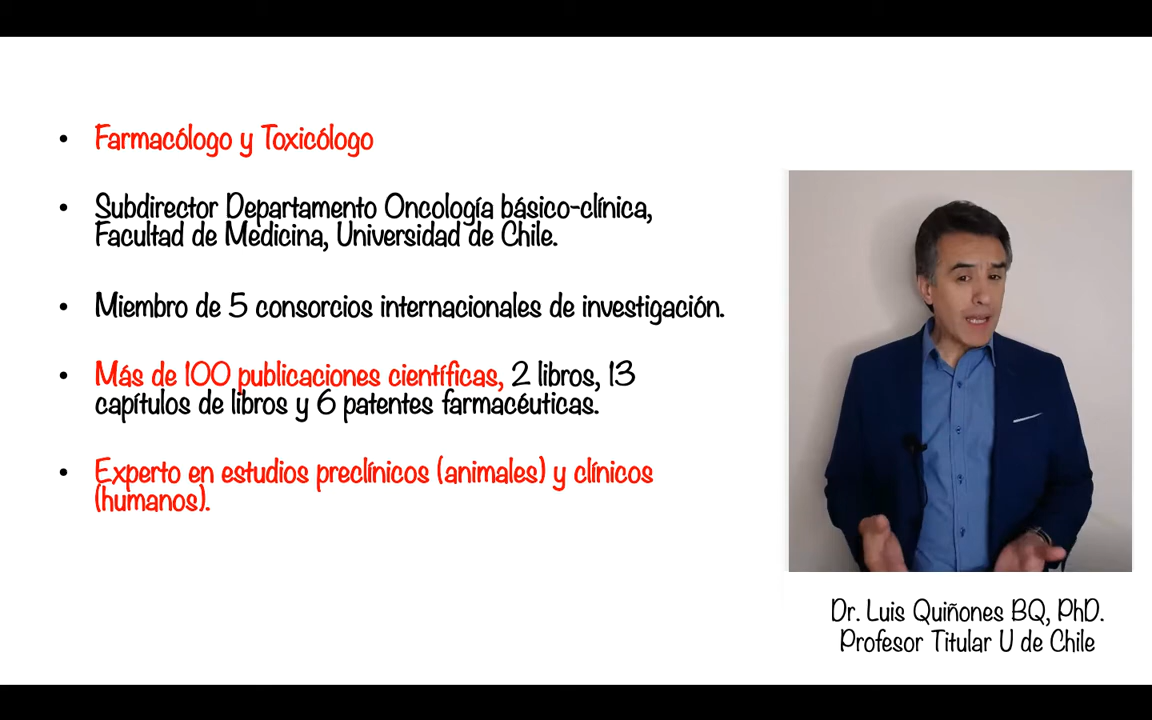 • Farmacólogo y Toxicólogo
• Subdirector Departamento Oncología básico-clínica,
Facultad de Medicina, Universidad de Chile.
• Miembro de 5 consorcios internacionales de investigación.
• Más de 100 publicaciones científicas, 2 libros, 13
capítulos de libros y 6 patentes farmacéuticas.
• Experto en estudios preclínicos (animales) y clínicos
(humanos).
Dr. Luis Quiñones BQ, PhD.
Profesor Titular U de Chile